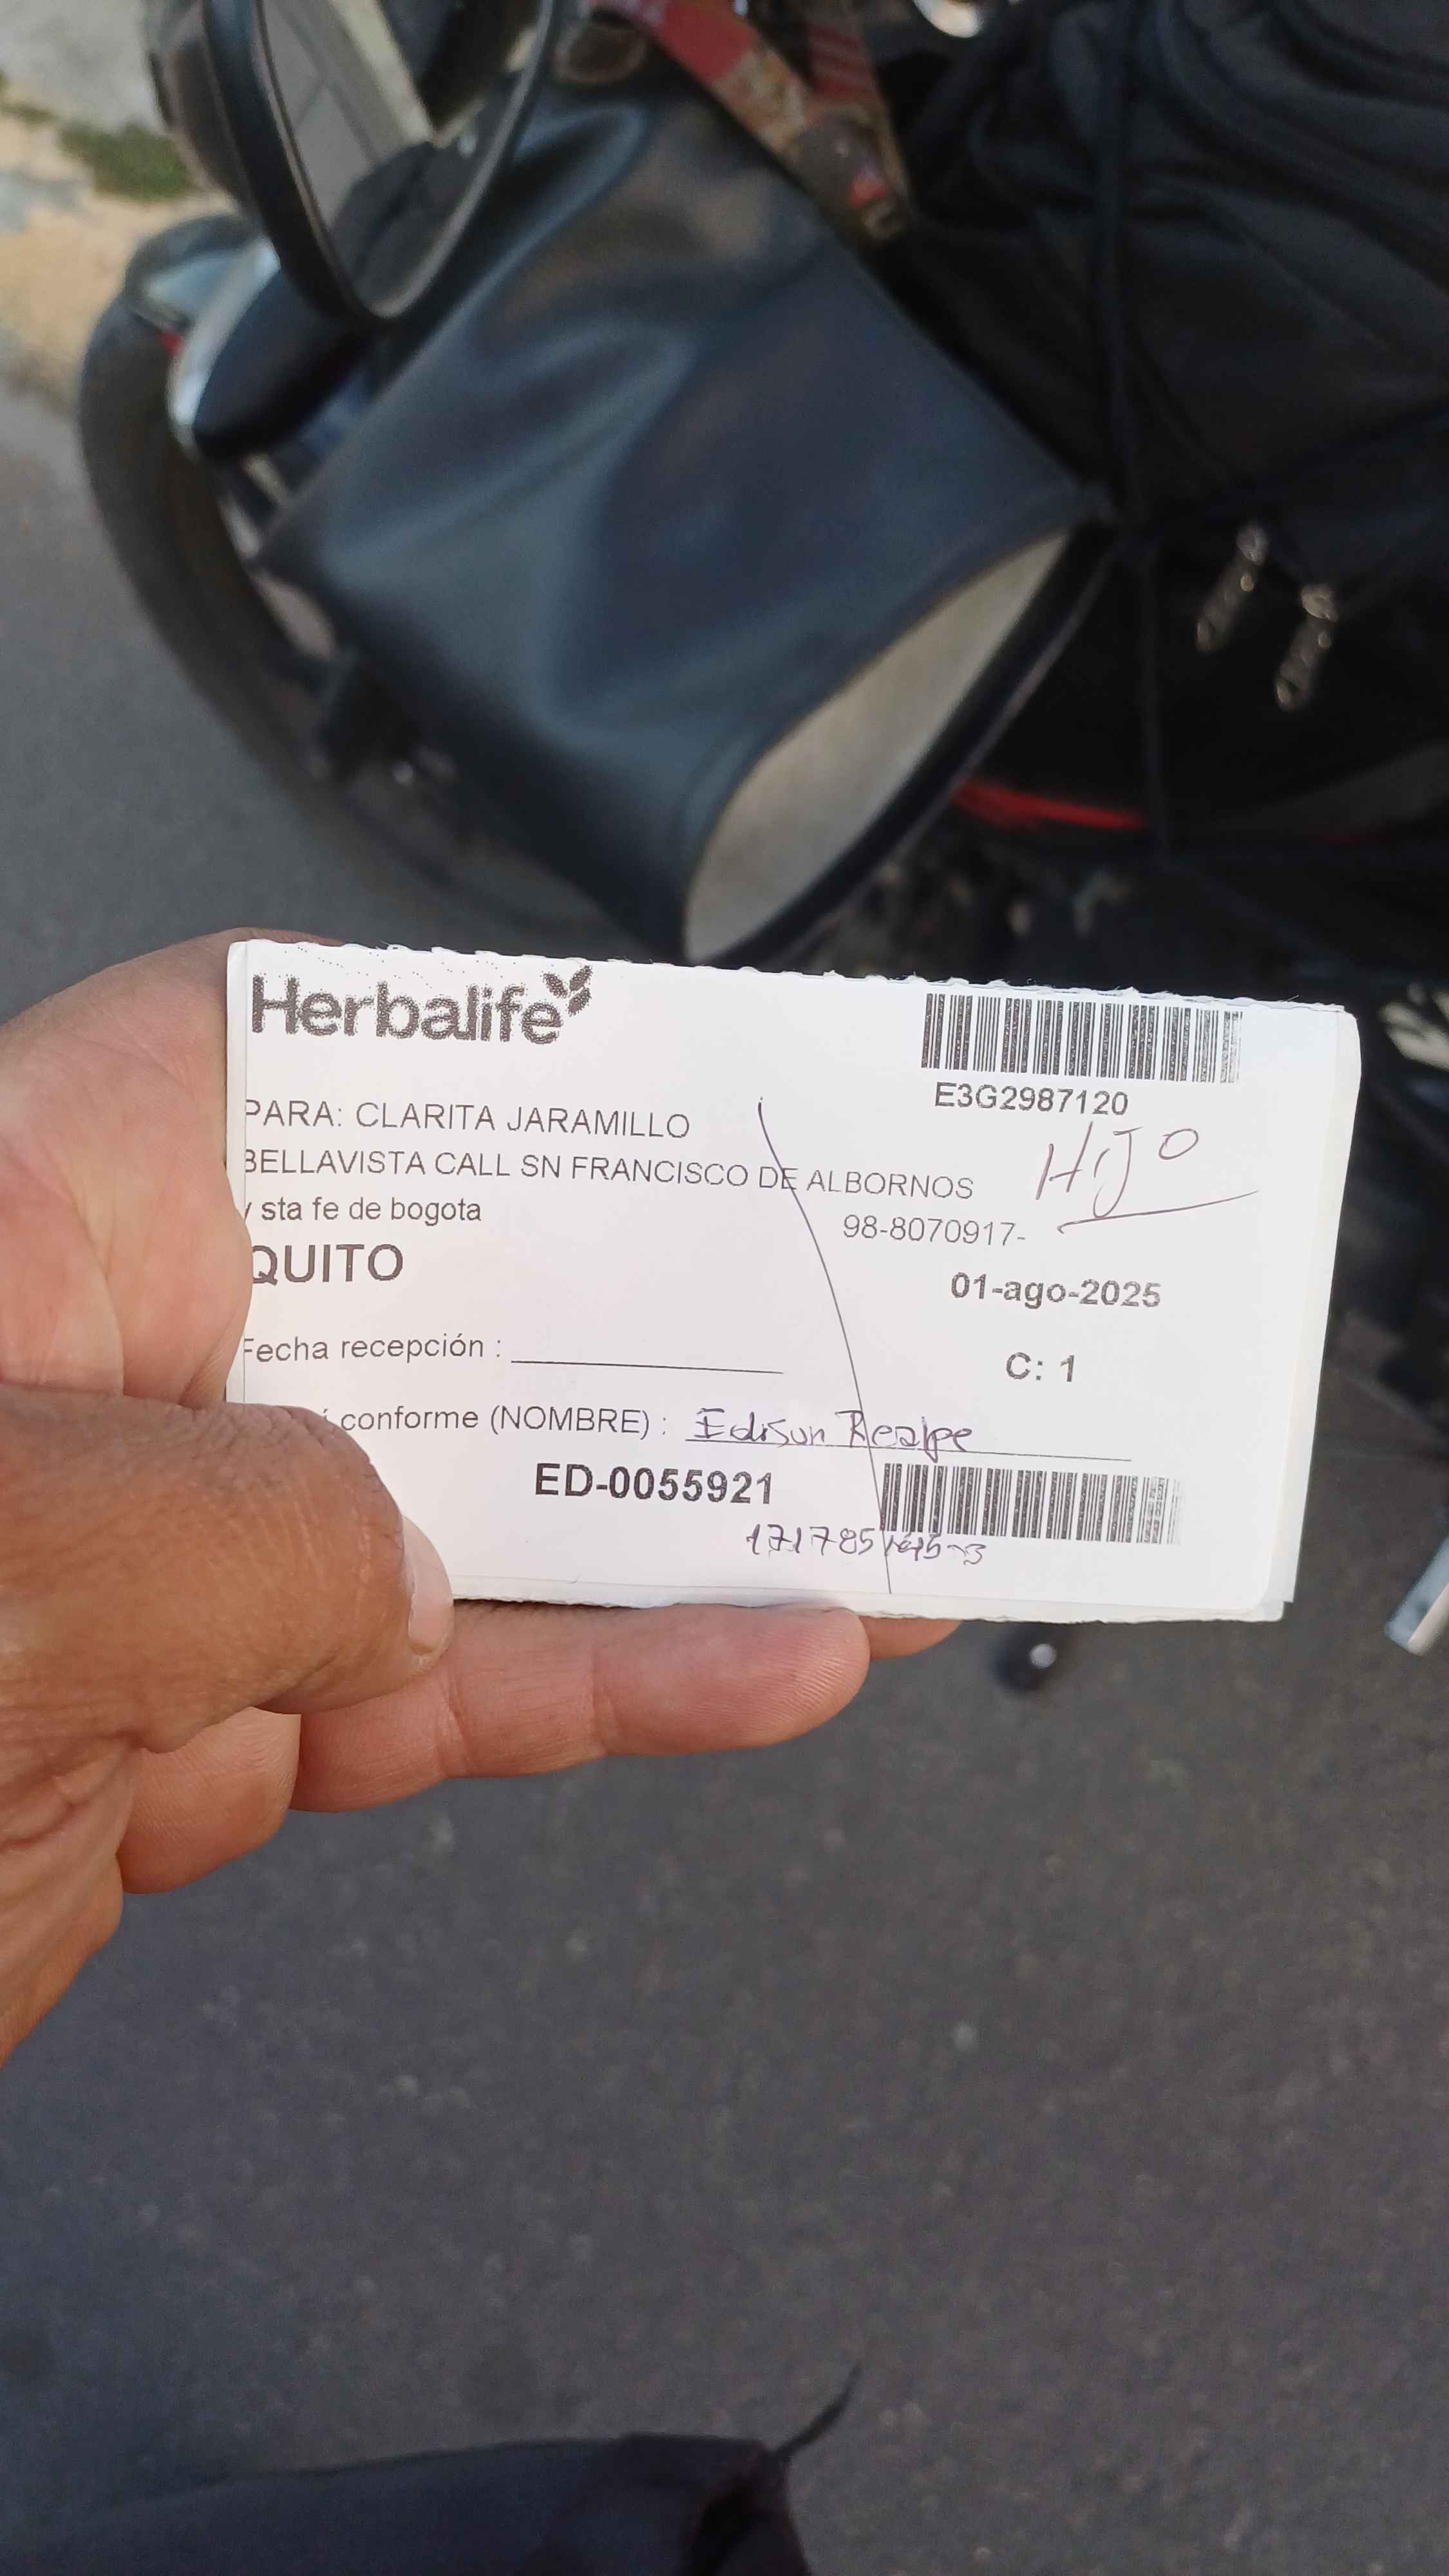 Herbalife
E3G2987120
PARA: CLARITA JARAMILLO
HIJO
BELLAVISTA CALL SN FRANCISCO DE ALBORNOS
y sta fe de bogota
98-8070917-
QUITO
01-ago-2025
Fecha recepción :
C: 1
conforme (NOMBRE) : Edison Realpe
ED-0055921